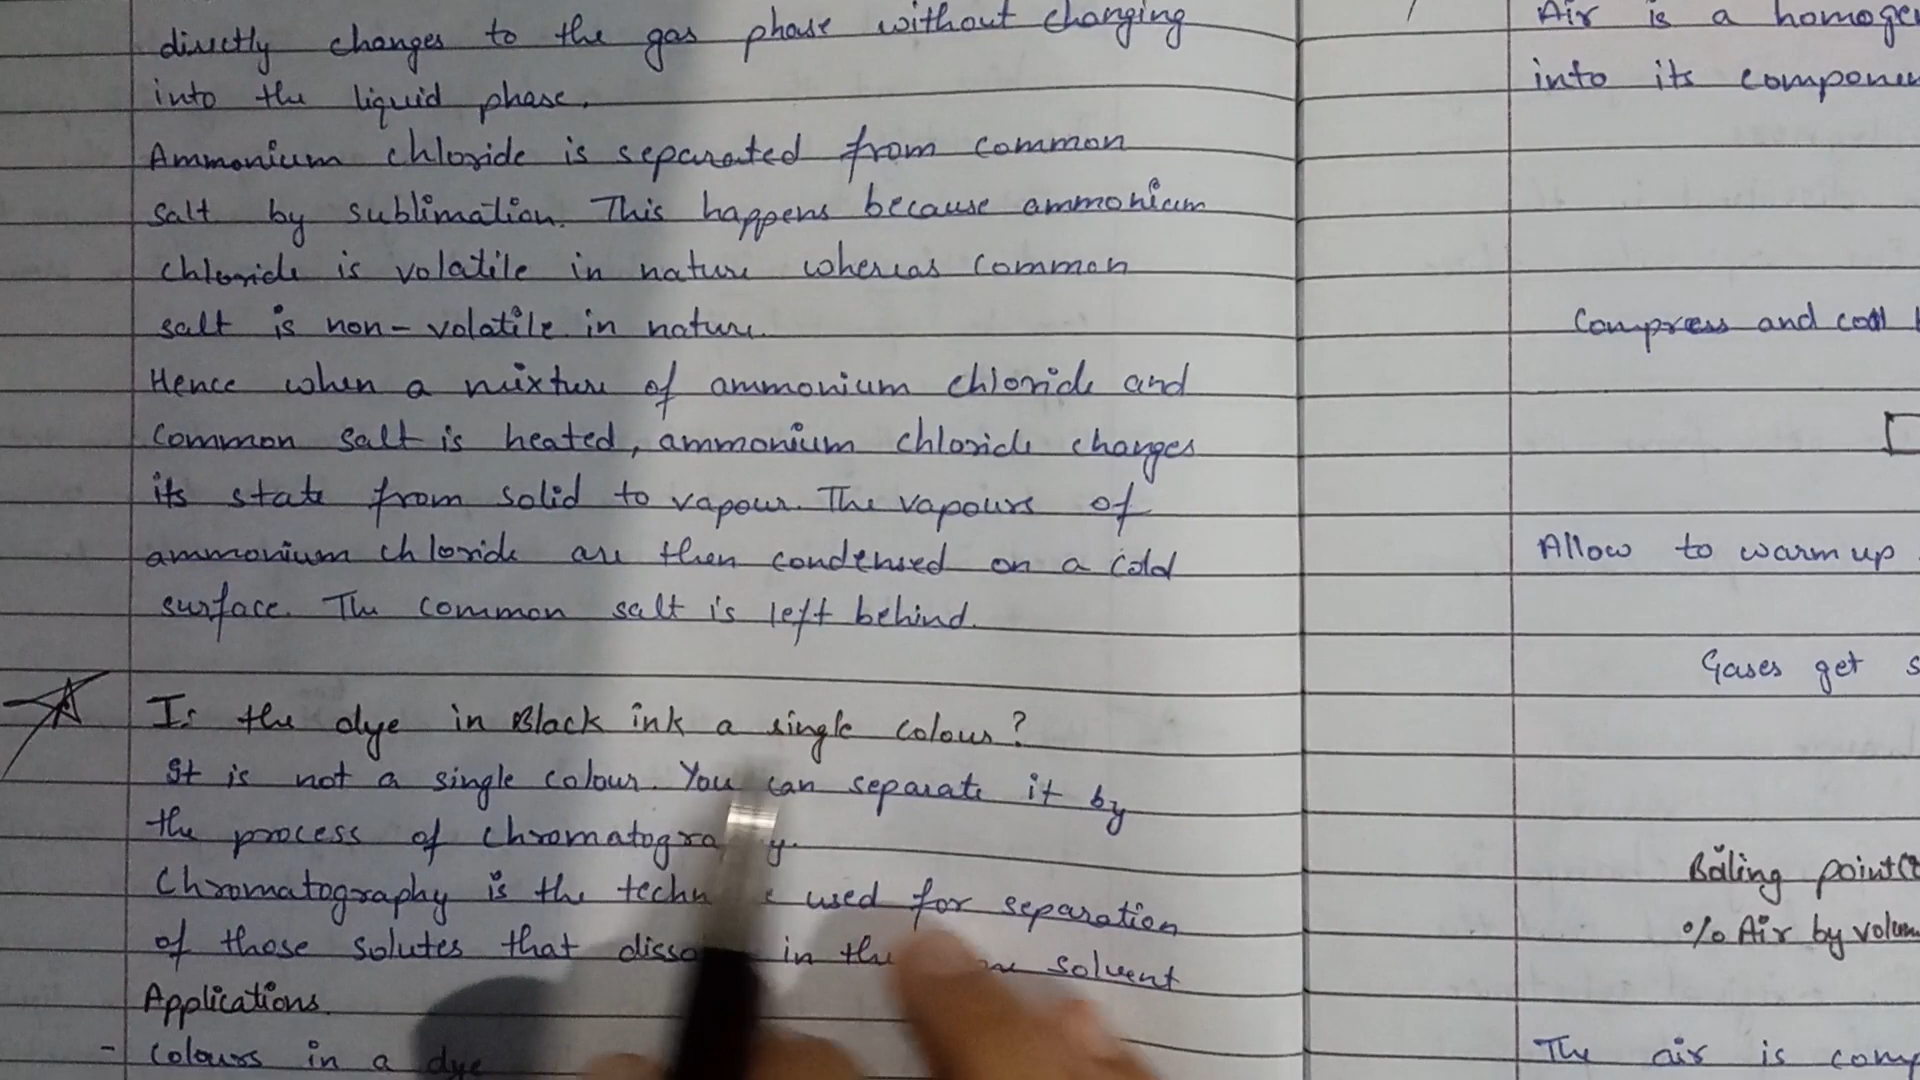 directly changes to the gas phase without changing
into the liquid phase.
Ammonium chloride is separated from common
salt by sublimation. This happens because ammonium
chloride is volatile in nature whereas common
salt is non-volatile in nature.
Hence when a mixture of ammonium chloride and
common salt is heated, ammonium chloride changes
its state from solid to vapour. The vapours of
ammonium chloride are then condensed on a cold
surface. The common salt is left behind.
Is the dye in Black ink a single colour?
It is not a single colour. You can separate it by
the process of
Chromatography is the used for separation
of those solutes that in the solvent
Applications.
- Colours in a dye
Air is a
into its
Compress and cool
Allow to warm up
Gases get
Boiling point
% Air by
The air is